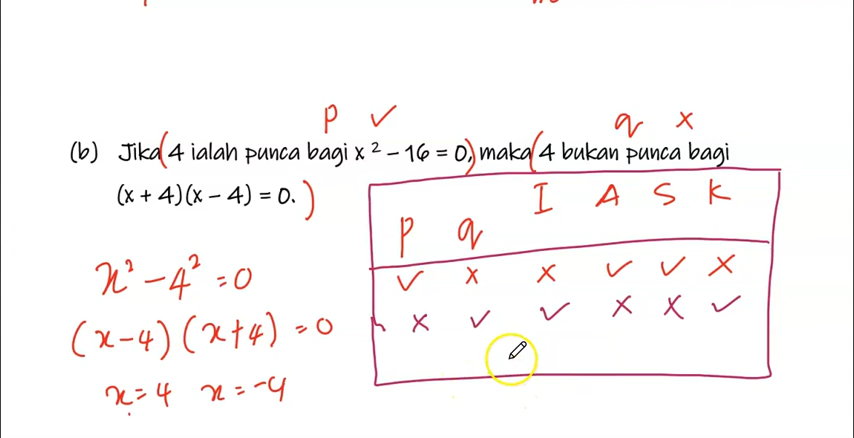 p ✓ q x
(b) Jika (4 ialah punca bagi x² − 16 = 0,) maka (4 bukan punca bagi
(x + 4)(x − 4) = 0.)
I A S K
p q
✓ x x ✓ ✓ x
x ✓ ✓ x x ✓
x² − 4² = 0
(x − 4)(x + 4) = 0
x = 4 x = −4